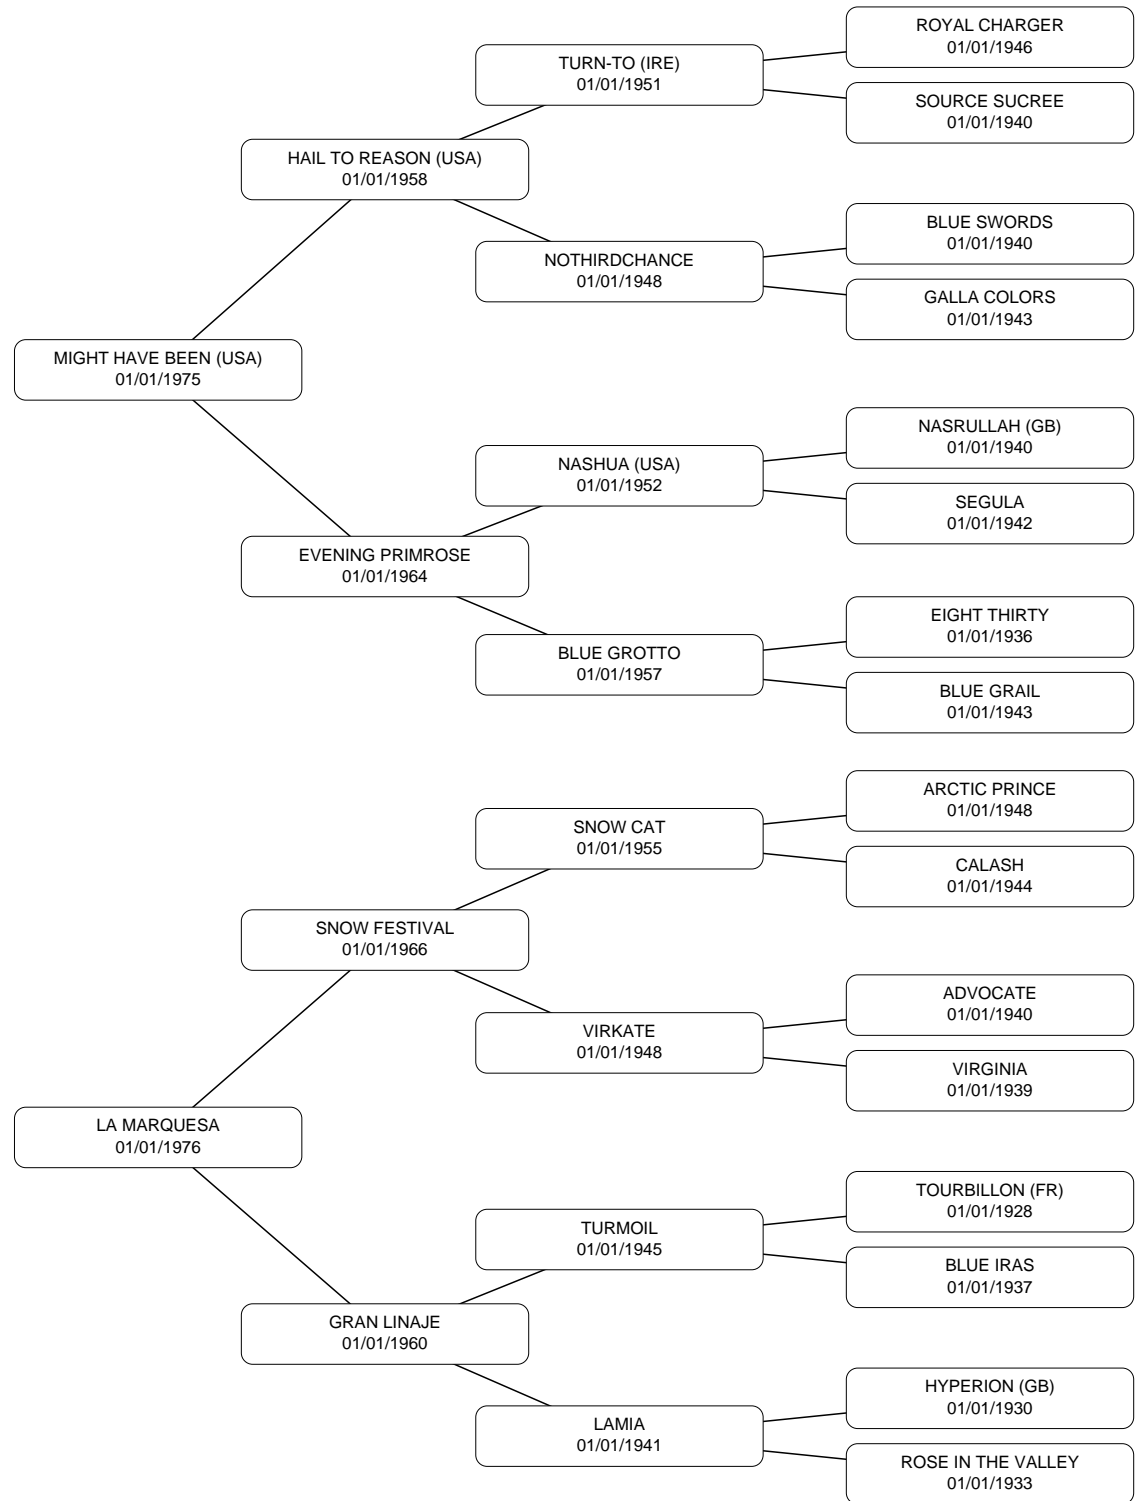 ROYAL CHARGER
01/01/1946
TURN-TO (IRE)
01/01/1951
SOURCE SUCREE
01/01/1940
HAIL TO REASON (USA)
01/01/1958
BLUE SWORDS
01/01/1940
NOTHIRDCHANCE
01/01/1948
GALLA COLORS
01/01/1943
MIGHT HAVE BEEN (USA)
01/01/1975
NASRULLAH (GB)
01/01/1940
NASHUA (USA)
01/01/1952
SEGULA
01/01/1942
EVENING PRIMROSE
01/01/1964
EIGHT THIRTY
01/01/1936
BLUE GROTTO
01/01/1957
BLUE GRAIL
01/01/1943
ARCTIC PRINCE
01/01/1948
SNOW CAT
01/01/1955
CALASH
01/01/1944
SNOW FESTIVAL
01/01/1966
ADVOCATE
01/01/1940
VIRKATE
01/01/1948
VIRGINIA
01/01/1939
LA MARQUESA
01/01/1976
TOURBILLON (FR)
01/01/1928
TURMOIL
01/01/1945
BLUE IRAS
01/01/1937
GRAN LINAJE
01/01/1960
HYPERION (GB)
01/01/1930
LAMIA
01/01/1941
ROSE IN THE VALLEY
01/01/1933